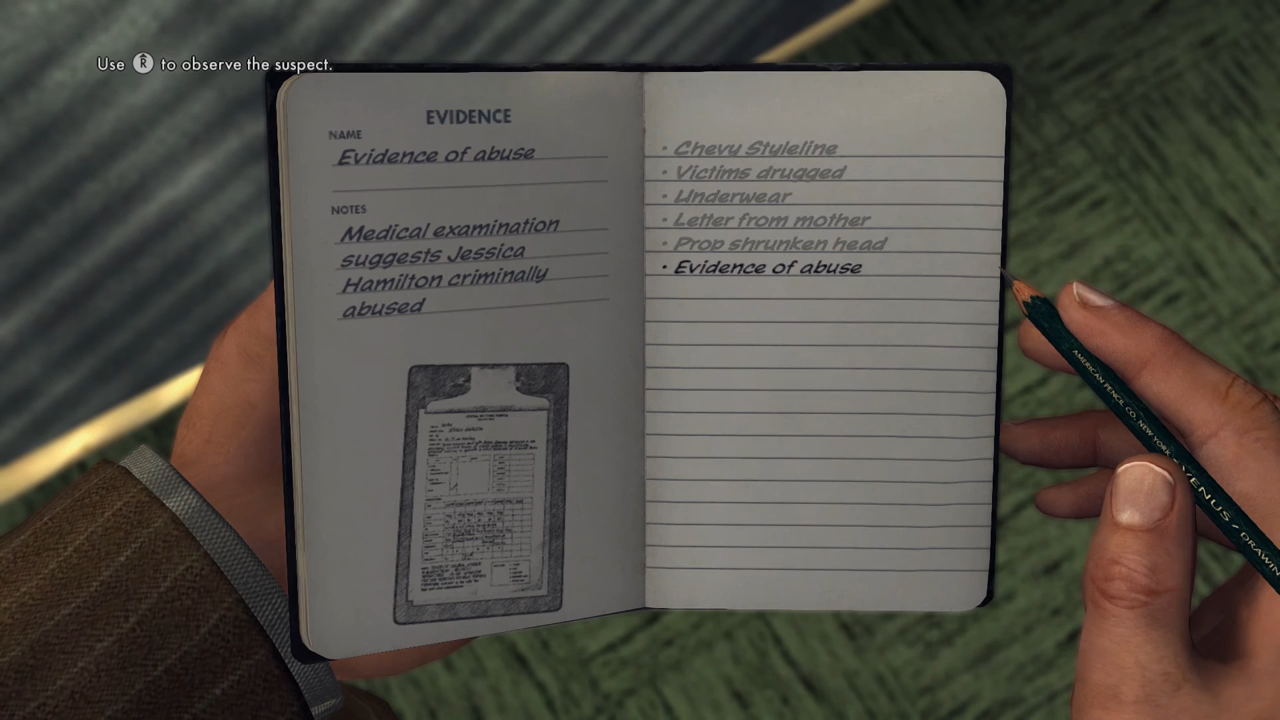 Use R to observe the suspect.
EVIDENCE
NAME
Evidence of abuse
NOTES
Medical examination
suggests Jessica
Hamilton criminally
abused
• Chevy Styleline
• Victims drugged
• Underwear
• Letter from mother
• Prop shrunken head
• Evidence of abuse
AMERICAN PENCIL CO. NEW YORK VENUS / DRAWIN